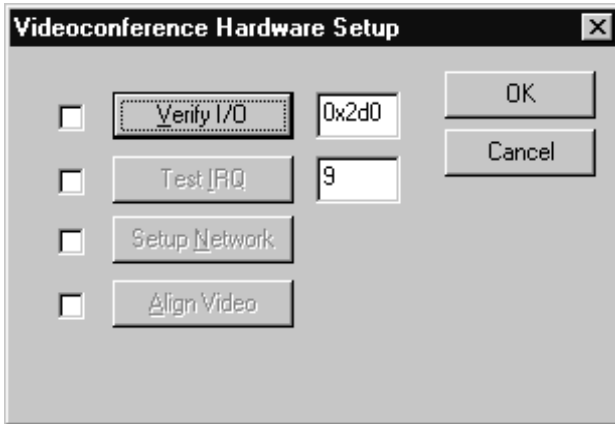 Videoconference Hardware Setup
Verify I/O
0x2d0
OK
Test IRQ
9
Cancel
Setup Network
Align Video